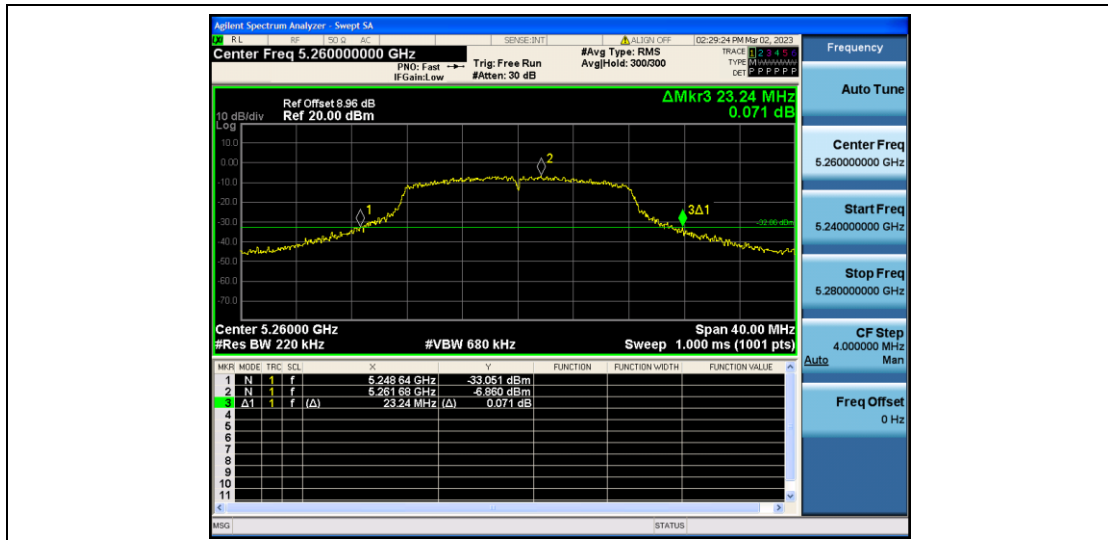 Agilent Spectrum Analyzer - Swept SA
RL RF 50 Ω AC SENSE:INT ALIGN OFF 02:29:24 PM Mar 02, 2023
Center Freq 5.260000000 GHz
PNO: Fast
IFGain:Low
Trig: Free Run
#Atten: 30 dB
#Avg Type: RMS
Avg|Hold: 300/300
TRACE 1 2 3 4 5 6
TYPE M
DET P P P P P P
ΔMkr3 23.24 MHz
0.071 dB
Ref Offset 8.96 dB
10 dB/div Ref 20.00 dBm
Log
10.0
0.00
-10.0
-20.0
-30.0
-40.0
-50.0
-60.0
-70.0
1
2
3Δ1
Center 5.26000 GHz Span 40.00 MHz
#Res BW 220 kHz #VBW 680 kHz Sweep 1.000 ms (1001 pts)
MKR MODE TRC SCL X Y FUNCTION FUNCTION WIDTH FUNCTION VALUE
1 N 1 f 5.248 64 GHz -33.051 dBm
2 N 1 f 5.261 68 GHz -6.860 dBm
3 Δ1 1 f (Δ) 23.24 MHz (Δ) 0.071 dB
4
5
6
7
8
9
10
11
MSG STATUS
Frequency
Auto Tune
Center Freq
5.260000000 GHz
Start Freq
5.240000000 GHz
Stop Freq
5.280000000 GHz
CF Step
4.000000 MHz
Auto Man
Freq Offset
0 Hz